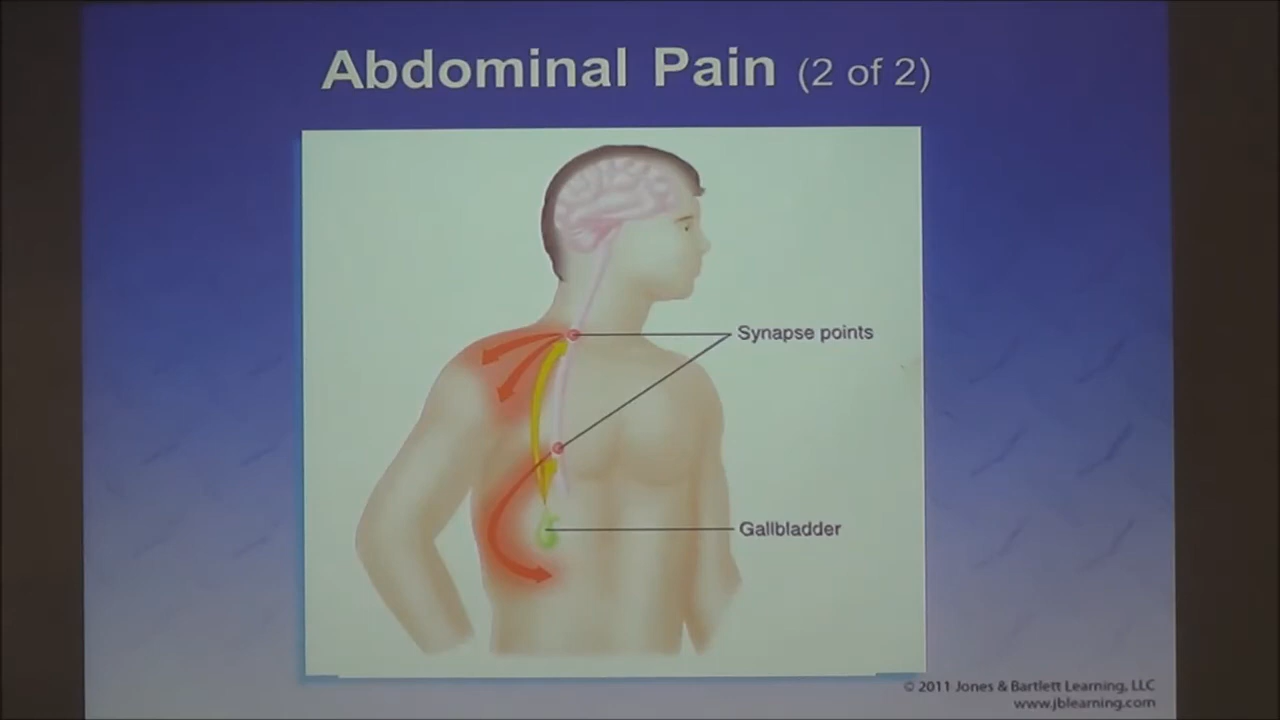 Abdominal Pain (2 of 2)
Synapse points
Gallbladder
© 2011 Jones & Bartlett Learning, LLC
www.jblearning.com